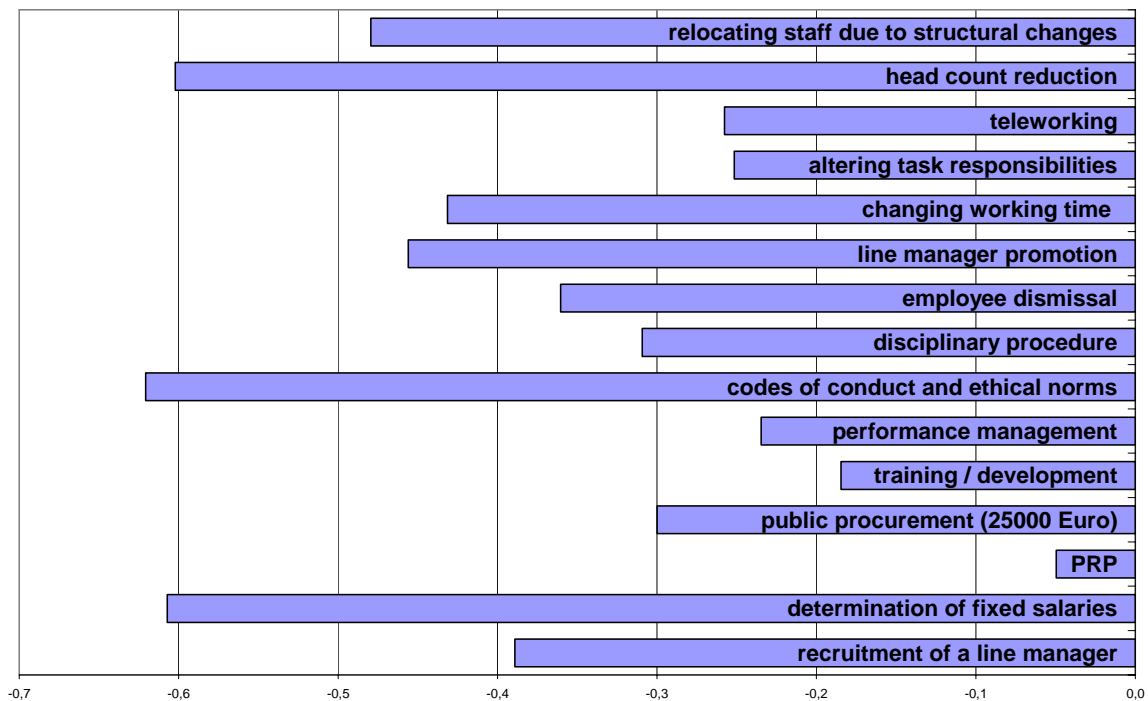 relocating staff due to structural changes
head count reduction
teleworking
altering task responsibilities
changing working time
line manager promotion
employee dismissal
disciplinary procedure
codes of conduct and ethical norms
performance management
training / development
public procurement (25000 Euro)
PRP
determination of fixed salaries
recruitment of a line manager
-0,7 -0,6 -0,5 -0,4 -0,3 -0,2 -0,1 0,0